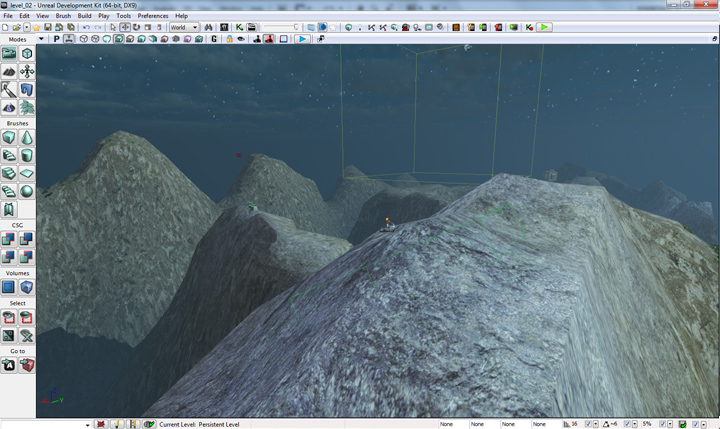 level_02 - Unreal Development Kit (64-bit, DX9)
File Edit View Brush Build Play Tools Preferences Help
World
Modes
P
G
Brushes
CSG
Volumes
Select
Go to
A
Y
Current Level: Persistent Level
None None None None 16 5%